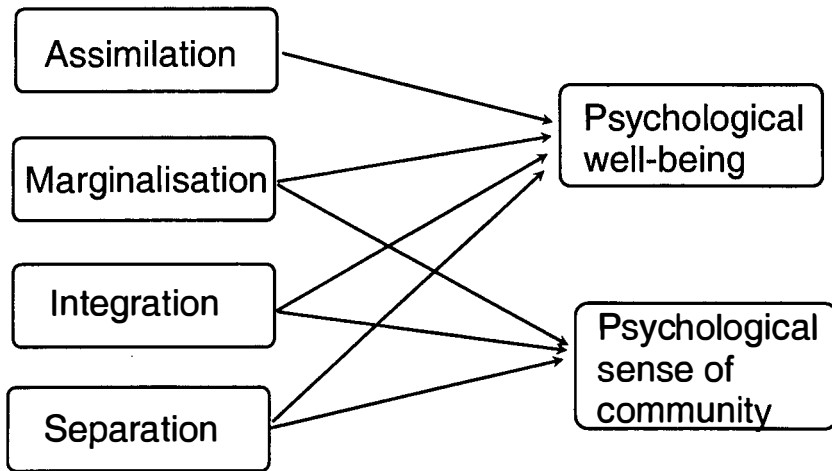 Assimilation
Marginalisation
Integration
Separation
Psychological
well-being
Psychological
sense of
community